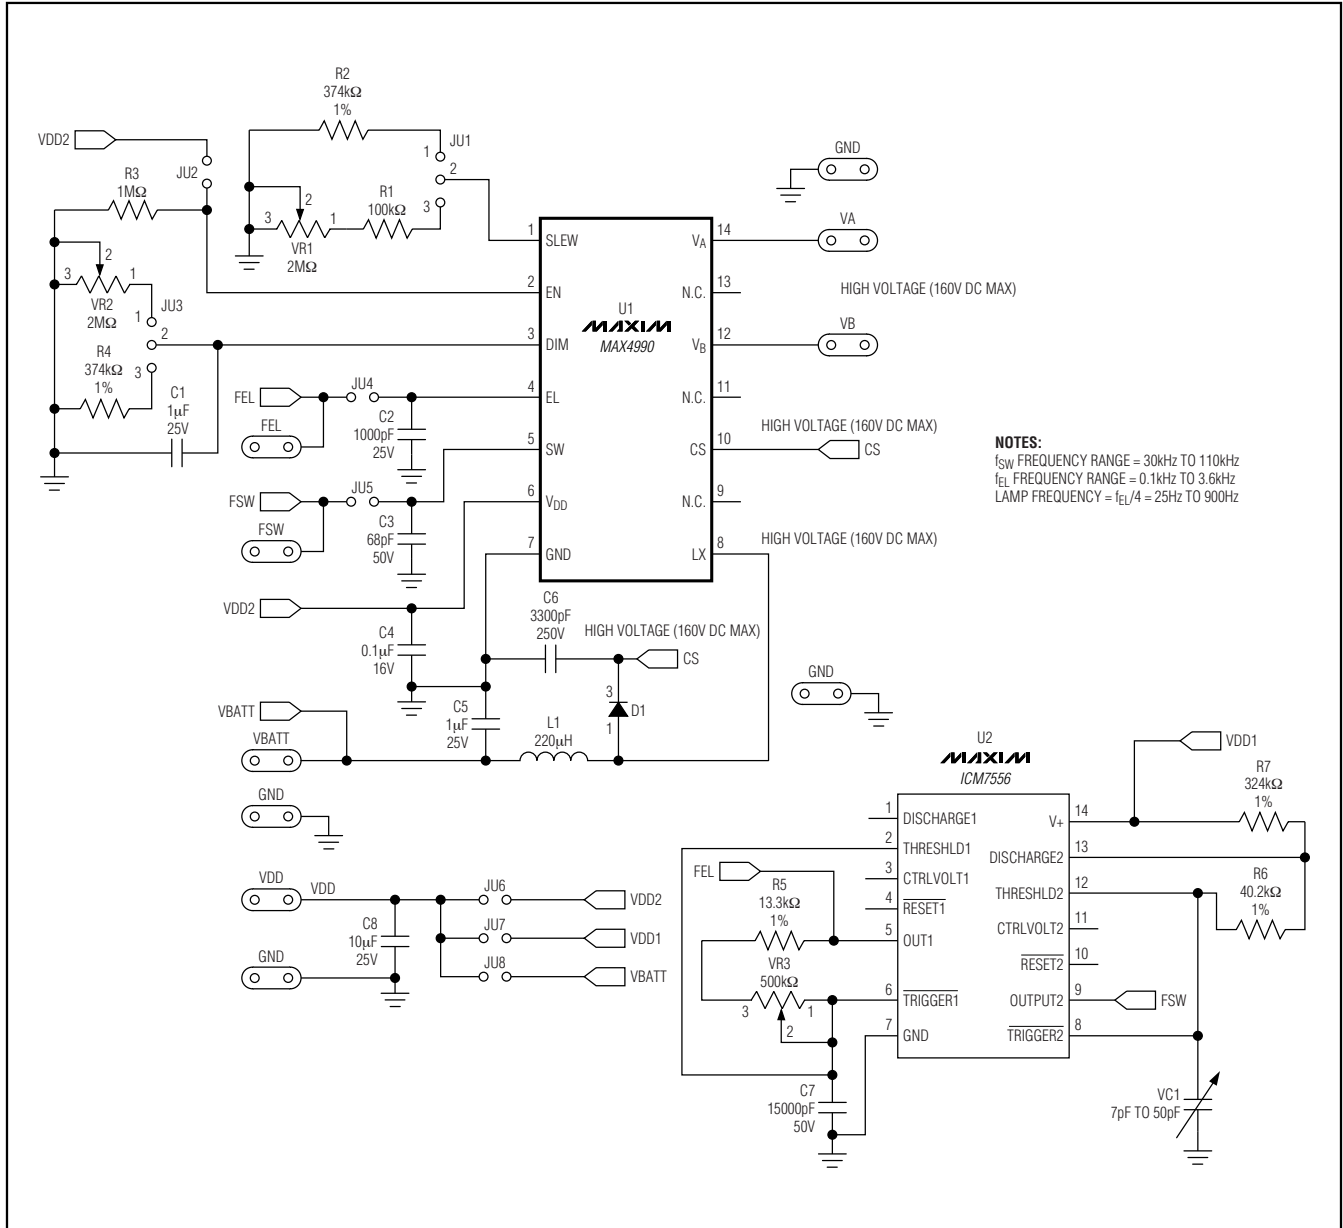 R2
374kΩ
1%
VDD2
JU2
R3
1MΩ
JU1
1
2
3
R1
100kΩ
2
3
1
VR1
2MΩ
2
3
1
VR2
2MΩ
JU3
1
2
3
R4
374kΩ
1%
C1
1µF
25V
FEL
JU4
FEL
C2
1000pF
25V
FSW
JU5
FSW
C3
68pF
50V
VDD2
C4
0.1µF
16V
1 SLEW
2 EN
3 DIM
4 EL
5 SW
6 VDD
7 GND
U1
MAXIM
MAX4990
VA 14
N.C. 13
VB 12
N.C. 11
CS 10
N.C. 9
LX 8
GND
VA
HIGH VOLTAGE (160V DC MAX)
VB
HIGH VOLTAGE (160V DC MAX)
CS
HIGH VOLTAGE (160V DC MAX)
NOTES:
fSW FREQUENCY RANGE = 30kHz TO 110kHz
fEL FREQUENCY RANGE = 0.1kHz TO 3.6kHz
LAMP FREQUENCY = fEL/4 = 25Hz TO 900Hz
C6
3300pF
250V
HIGH VOLTAGE (160V DC MAX)
CS
3
D1
1
C5
1µF
25V
L1
220µH
VBATT
VBATT
GND
GND
VDD
VDD
C8
10µF
25V
GND
JU6
VDD2
JU7
VDD1
JU8
VBATT
U2
MAXIM
ICM7556
1 DISCHARGE1
2 THRESHLD1
3 CTRLVOLT1
4 RESET1
5 OUT1
6 TRIGGER1
7 GND
V+ 14
DISCHARGE2 13
THRESHLD2 12
CTRLVOLT2 11
RESET2 10
OUTPUT2 9
TRIGGER2 8
VDD1
R7
324kΩ
1%
R6
40.2kΩ
1%
FSW
VC1
7pF TO 50pF
FEL
R5
13.3kΩ
1%
VR3
500kΩ
3
1
2
C7
15000pF
50V